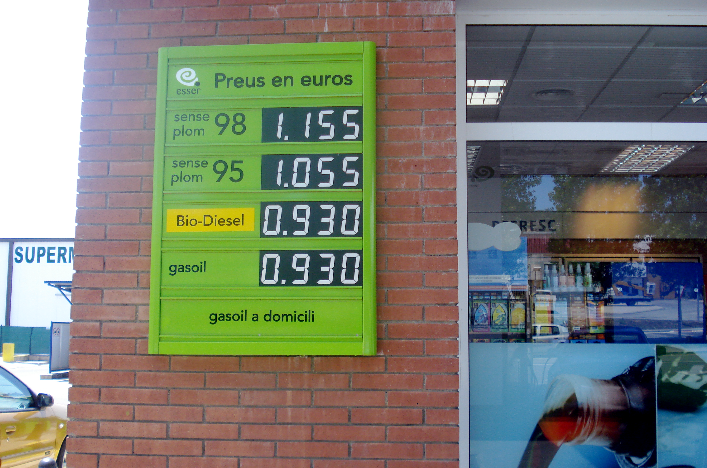 esser
Preus en euros
sense plom 98 1.155
sense plom 95 1.055
Bio-Diesel 0.930
gasoil 0.930
gasoil a domicili
SUPERM